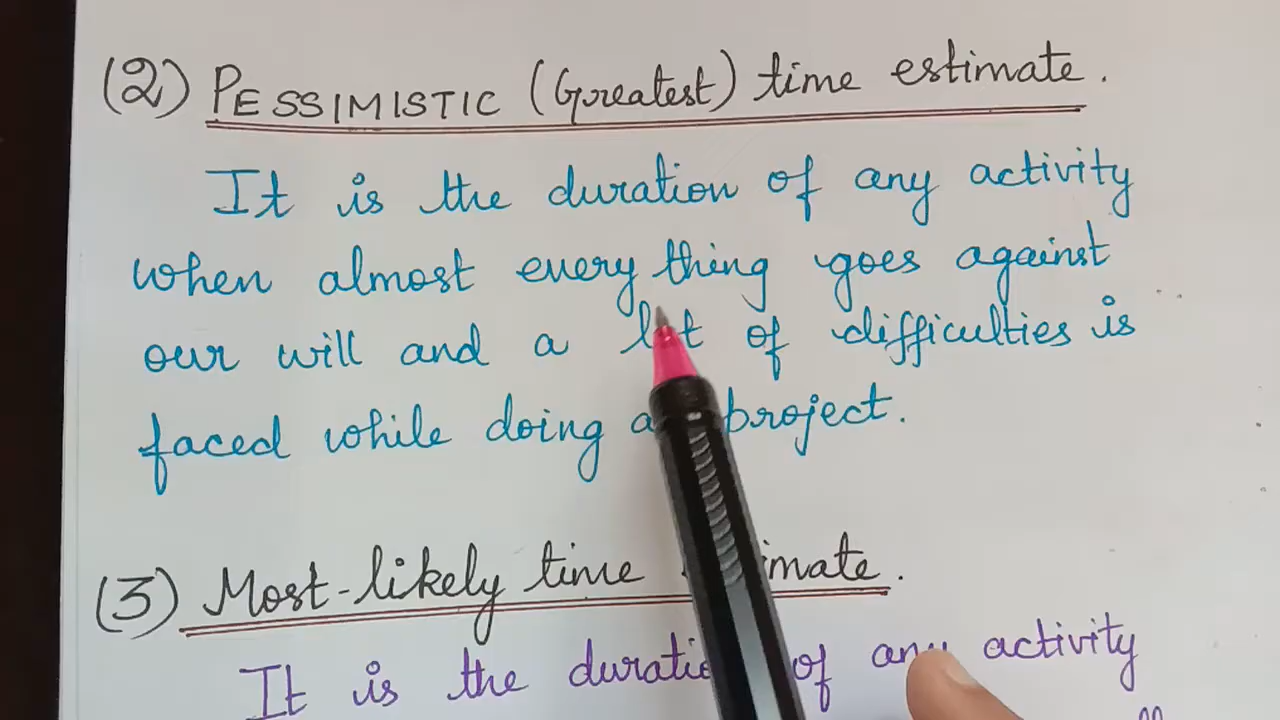 (2) PESSIMISTIC (Greatest) time estimate.
It is the duration of any activity
when almost every thing goes against
our will and a lot of difficulties is
faced while doing a project.
(3) Most-likely time
It is the duration of any activity